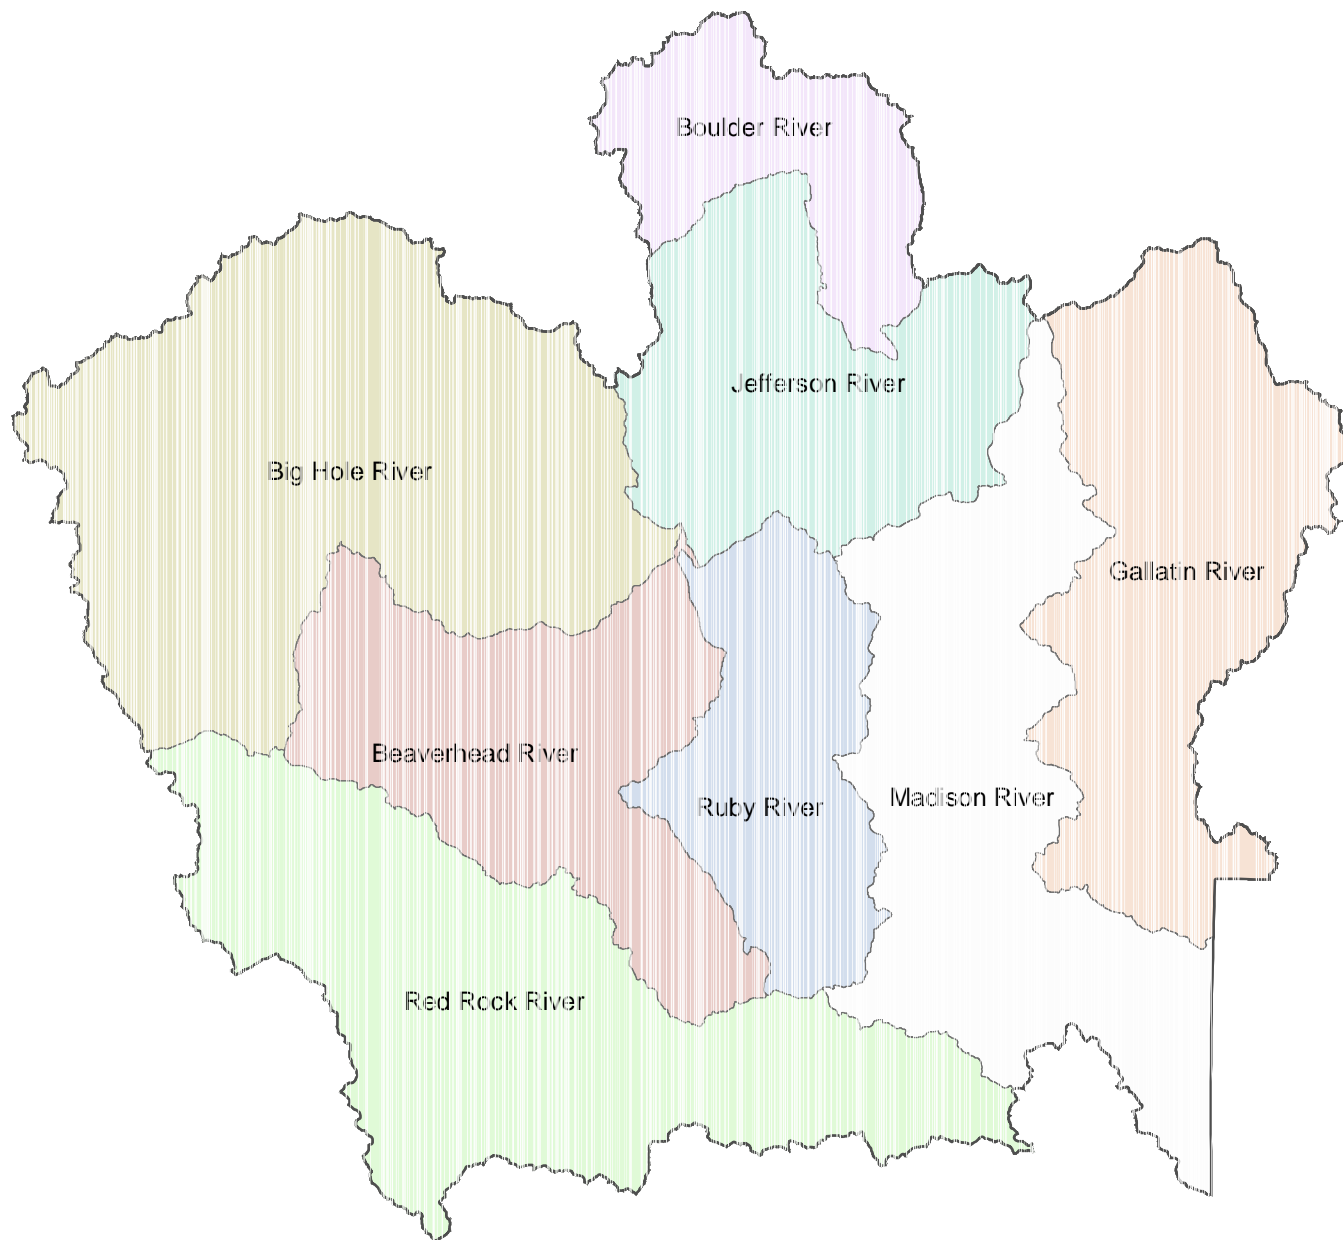 Boulder River
Jefferson River
Big Hole River
Gallatin River
Beaverhead River
Madison River
Ruby River
Red Rock River